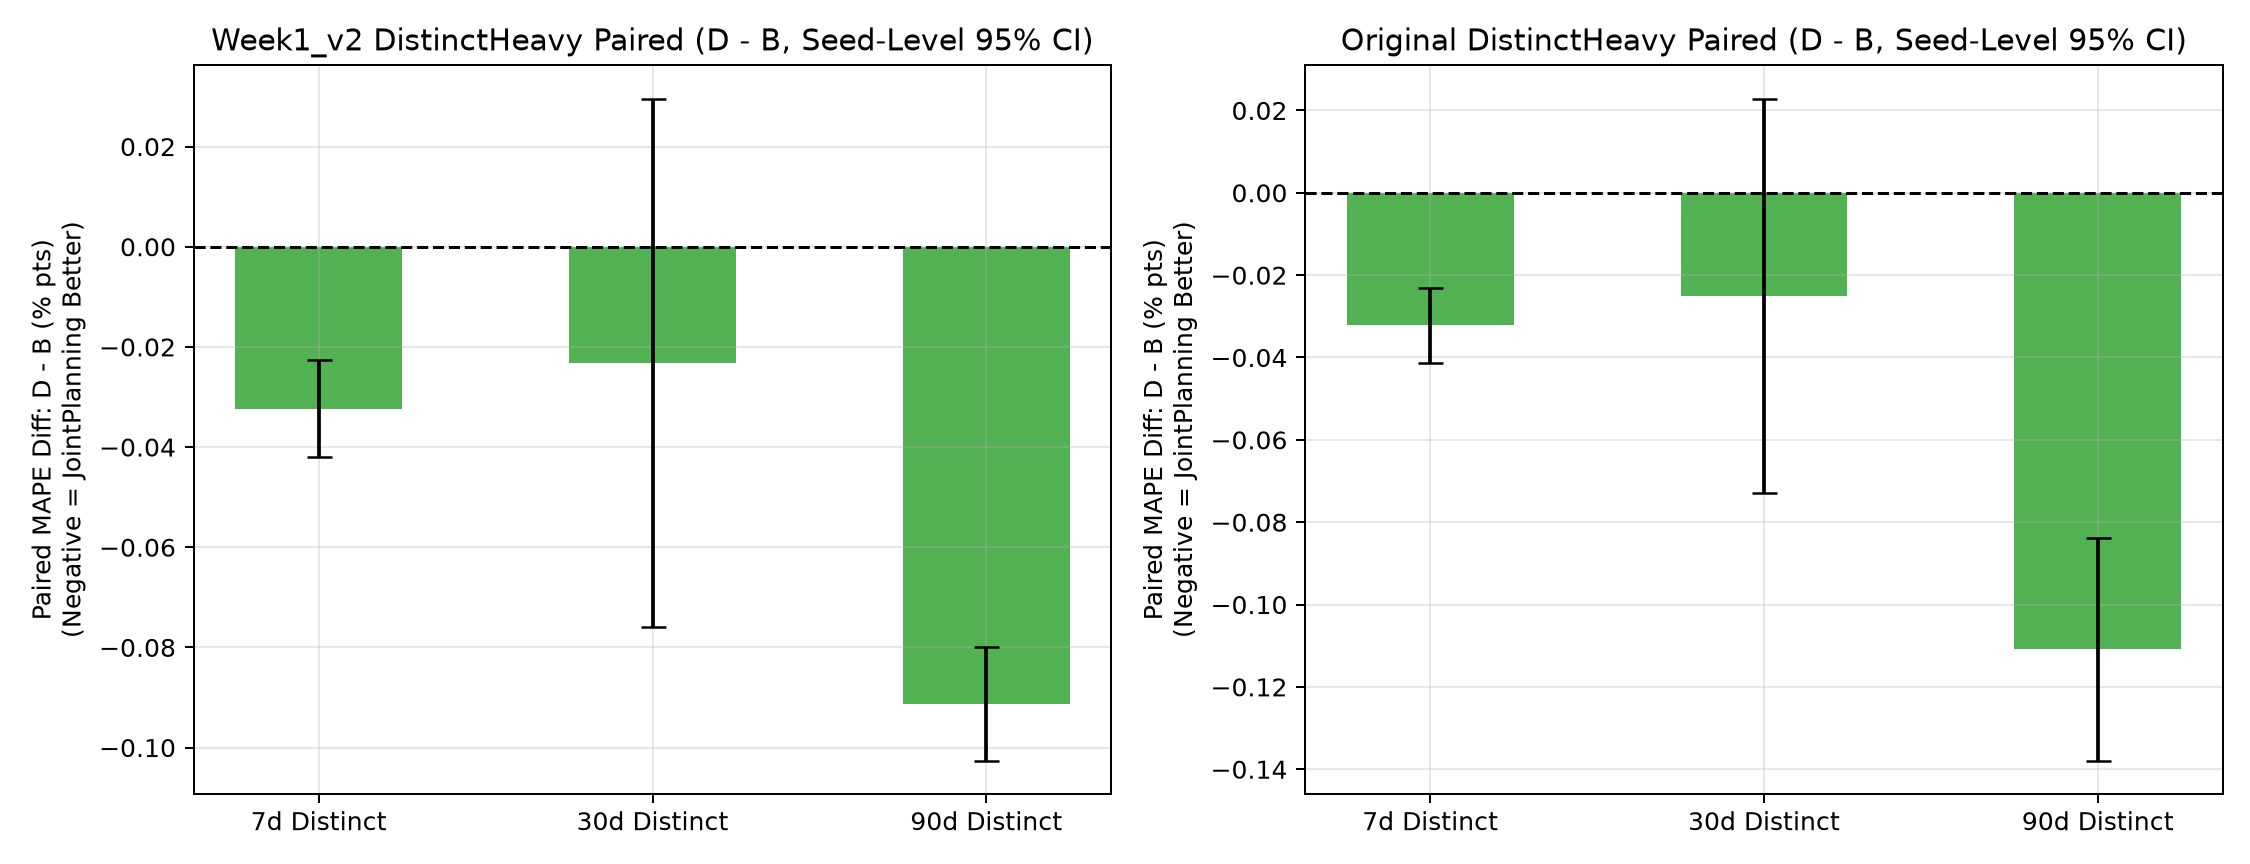 Week1_v2 DistinctHeavy Paired (D - B, Seed-Level 95% CI)
Paired MAPE Diff: D - B (% pts)
(Negative = JointPlanning Better)
0.02
0.00
−0.02
−0.04
−0.06
−0.08
−0.10
7d Distinct
30d Distinct
90d Distinct
Original DistinctHeavy Paired (D - B, Seed-Level 95% CI)
Paired MAPE Diff: D - B (% pts)
(Negative = JointPlanning Better)
0.02
0.00
−0.02
−0.04
−0.06
−0.08
−0.10
−0.12
−0.14
7d Distinct
30d Distinct
90d Distinct